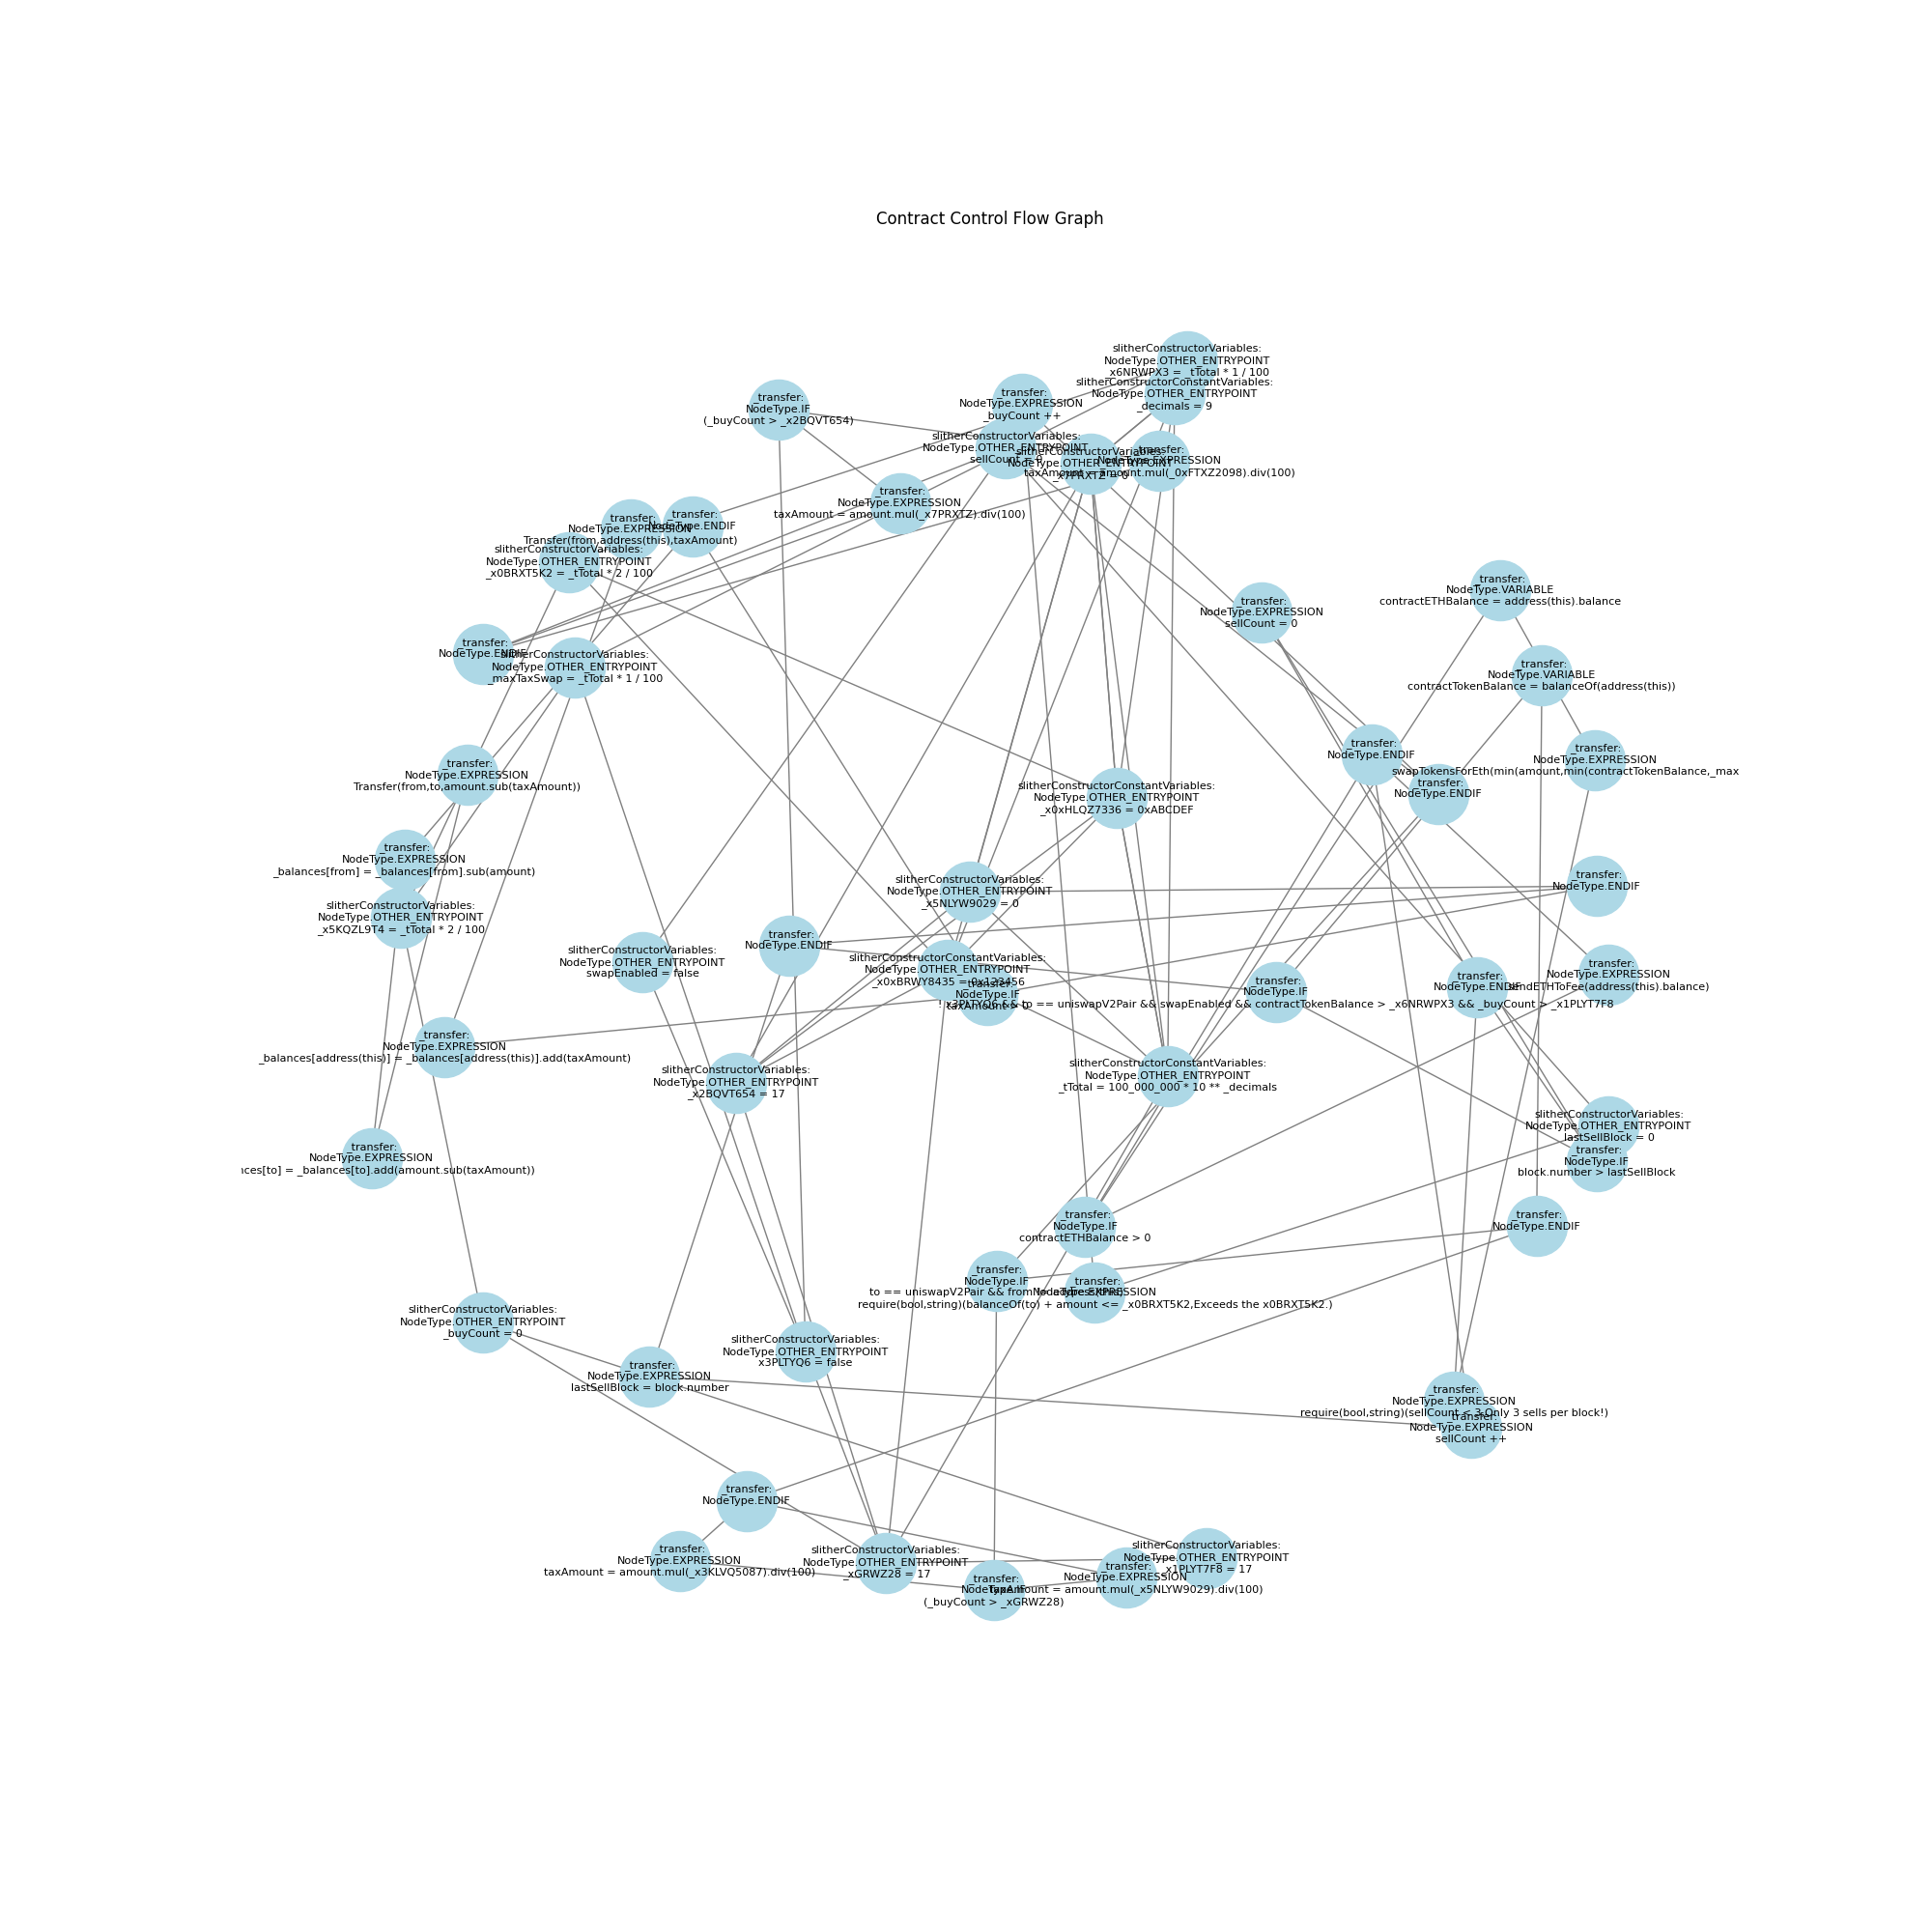 Contract Control Flow Graph
slitherConstructorVariables:
NodeType.OTHER_ENTRYPOINT
_x6NRWPX3 = _tTotal * 1 / 100
slitherConstructorConstantVariables:
NodeType.OTHER_ENTRYPOINT
_decimals = 9
_transfer:
NodeType.EXPRESSION
_buyCount ++
_transfer:
NodeType.IF
(_buyCount > _x2BQVT654)
slitherConstructorVariables:
NodeType.OTHER_ENTRYPOINT
sellCount = 0
slitherConstructorVariables:
NodeType.OTHER_ENTRYPOINT
_x7PRXTZ = 0
_transfer:
NodeType.EXPRESSION
taxAmount = amount.mul(_0xFTXZ2098).div(100)
_transfer:
NodeType.EXPRESSION
taxAmount = amount.mul(_x7PRXTZ).div(100)
_transfer:
NodeType.EXPRESSION
Transfer(from,address(this),taxAmount)
_transfer:
NodeType.ENDIF
slitherConstructorVariables:
NodeType.OTHER_ENTRYPOINT
_x0BRXT5K2 = _tTotal * 2 / 100
_transfer:
NodeType.VARIABLE
contractETHBalance = address(this).balance
_transfer:
NodeType.EXPRESSION
sellCount = 0
_transfer:
NodeType.ENDIF
slitherConstructorVariables:
NodeType.OTHER_ENTRYPOINT
_maxTaxSwap = _tTotal * 1 / 100
_transfer:
NodeType.VARIABLE
contractTokenBalance = balanceOf(address(this))
_transfer:
NodeType.ENDIF
_transfer:
NodeType.EXPRESSION
swapTokensForEth(min(amount,min(contractTokenBalance,_max
_transfer:
NodeType.EXPRESSION
Transfer(from,to,amount.sub(taxAmount))
_transfer:
NodeType.ENDIF
slitherConstructorConstantVariables:
NodeType.OTHER_ENTRYPOINT
_x0xHLQZ7336 = 0xABCDEF
_transfer:
NodeType.EXPRESSION
_balances[from] = _balances[from].sub(amount)
slitherConstructorVariables:
NodeType.OTHER_ENTRYPOINT
_x5NLYW9029 = 0
_transfer:
NodeType.ENDIF
slitherConstructorVariables:
NodeType.OTHER_ENTRYPOINT
_x5KQZL9T4 = _tTotal * 2 / 100
_transfer:
NodeType.ENDIF
slitherConstructorVariables:
NodeType.OTHER_ENTRYPOINT
swapEnabled = false
slitherConstructorConstantVariables:
NodeType.OTHER_ENTRYPOINT
_x0xBRWY8435 = 0x123456
_transfer:
NodeType.IF
taxAmount > 0
_transfer:
NodeType.IF
! x3PLTYQ6 && to == uniswapV2Pair && swapEnabled && contractTokenBalance > _x6NRWPX3 && _buyCount > _x1PLYT7F8
_transfer:
NodeType.ENDIF
_transfer:
NodeType.EXPRESSION
sendETHToFee(address(this).balance)
_transfer:
NodeType.EXPRESSION
_balances[address(this)] = _balances[address(this)].add(taxAmount)
slitherConstructorVariables:
NodeType.OTHER_ENTRYPOINT
_x2BQVT654 = 17
slitherConstructorConstantVariables:
NodeType.OTHER_ENTRYPOINT
_tTotal = 100_000_000 * 10 ** _decimals
slitherConstructorVariables:
NodeType.OTHER_ENTRYPOINT
lastSellBlock = 0
_transfer:
NodeType.IF
block.number > lastSellBlock
_transfer:
NodeType.EXPRESSION
nces[to] = _balances[to].add(amount.sub(taxAmount))
_transfer:
NodeType.IF
contractETHBalance > 0
_transfer:
NodeType.ENDIF
_transfer:
NodeType.IF
to == uniswapV2Pair && from != address(this)
_transfer:
NodeType.EXPRESSION
require(bool,string)(balanceOf(to) + amount <= _x0BRXT5K2,Exceeds the x0BRXT5K2.)
slitherConstructorVariables:
NodeType.OTHER_ENTRYPOINT
_buyCount = 0
slitherConstructorVariables:
NodeType.OTHER_ENTRYPOINT
x3PLTYQ6 = false
_transfer:
NodeType.EXPRESSION
lastSellBlock = block.number
_transfer:
NodeType.EXPRESSION
require(bool,string)(sellCount < 3,Only 3 sells per block!)
_transfer:
NodeType.EXPRESSION
sellCount ++
_transfer:
NodeType.ENDIF
_transfer:
NodeType.EXPRESSION
taxAmount = amount.mul(_x3KLVQ5087).div(100)
slitherConstructorVariables:
NodeType.OTHER_ENTRYPOINT
_xGRWZ28 = 17
slitherConstructorVariables:
NodeType.OTHER_ENTRYPOINT
_x1PLYT7F8 = 17
_transfer:
NodeType.EXPRESSION
taxAmount = amount.mul(_x5NLYW9029).div(100)
_transfer:
NodeType.IF
(_buyCount > _xGRWZ28)